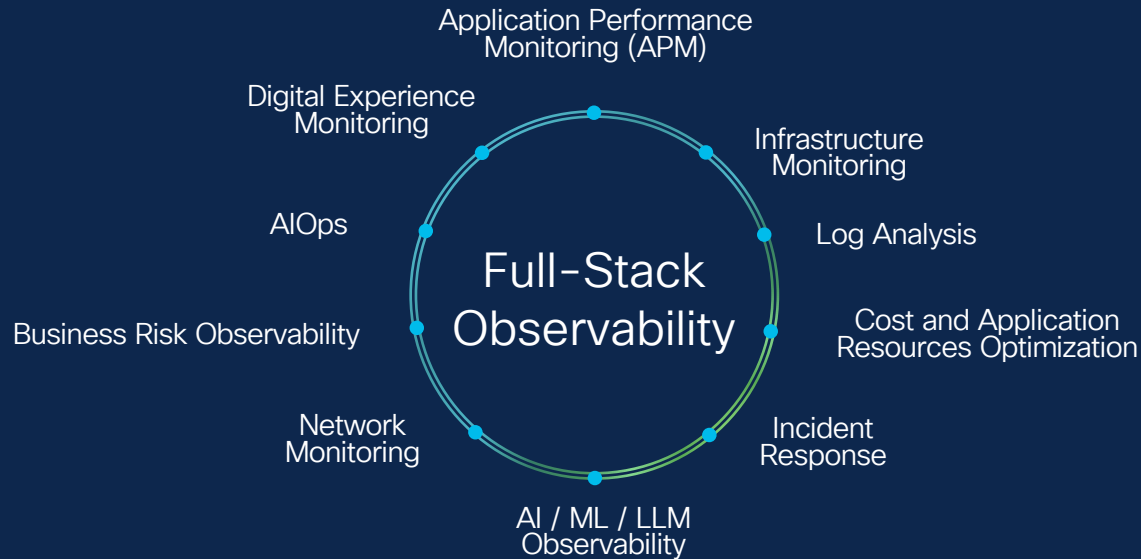 Application Performance
Monitoring (APM)
Digital Experience
Monitoring
Infrastructure
Monitoring
AIOps
Log Analysis
Full-Stack
Observability
Business Risk Observability
Cost and Application
Resources Optimization
Network
Monitoring
Incident
Response
AI / ML / LLM
Observability